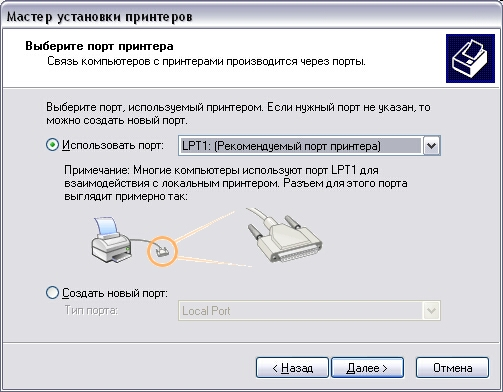 Мастер установки принтеров
Выберите порт принтера
Связь компьютеров с принтерами производится через порты.
Выберите порт, используемый принтером. Если нужный порт не указан, то
можно создать новый порт.
Использовать порт: LPT1: (Рекомендуемый порт принтера)
Примечание: Многие компьютеры используют порт LPT1 для
взаимодействия с локальным принтером. Разъем для этого порта
выглядит примерно так:
Создать новый порт:
Тип порта: Local Port
< Назад Далее > Отмена